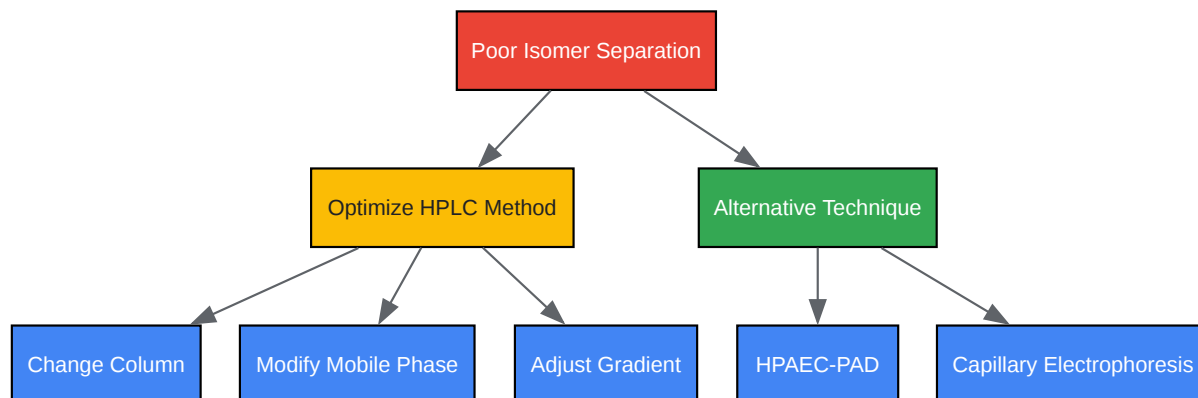 Poor Isomer Separation
Optimize HPLC Method
Alternative Technique
Change Column
Modify Mobile Phase
Adjust Gradient
HPAEC-PAD
Capillary Electrophoresis